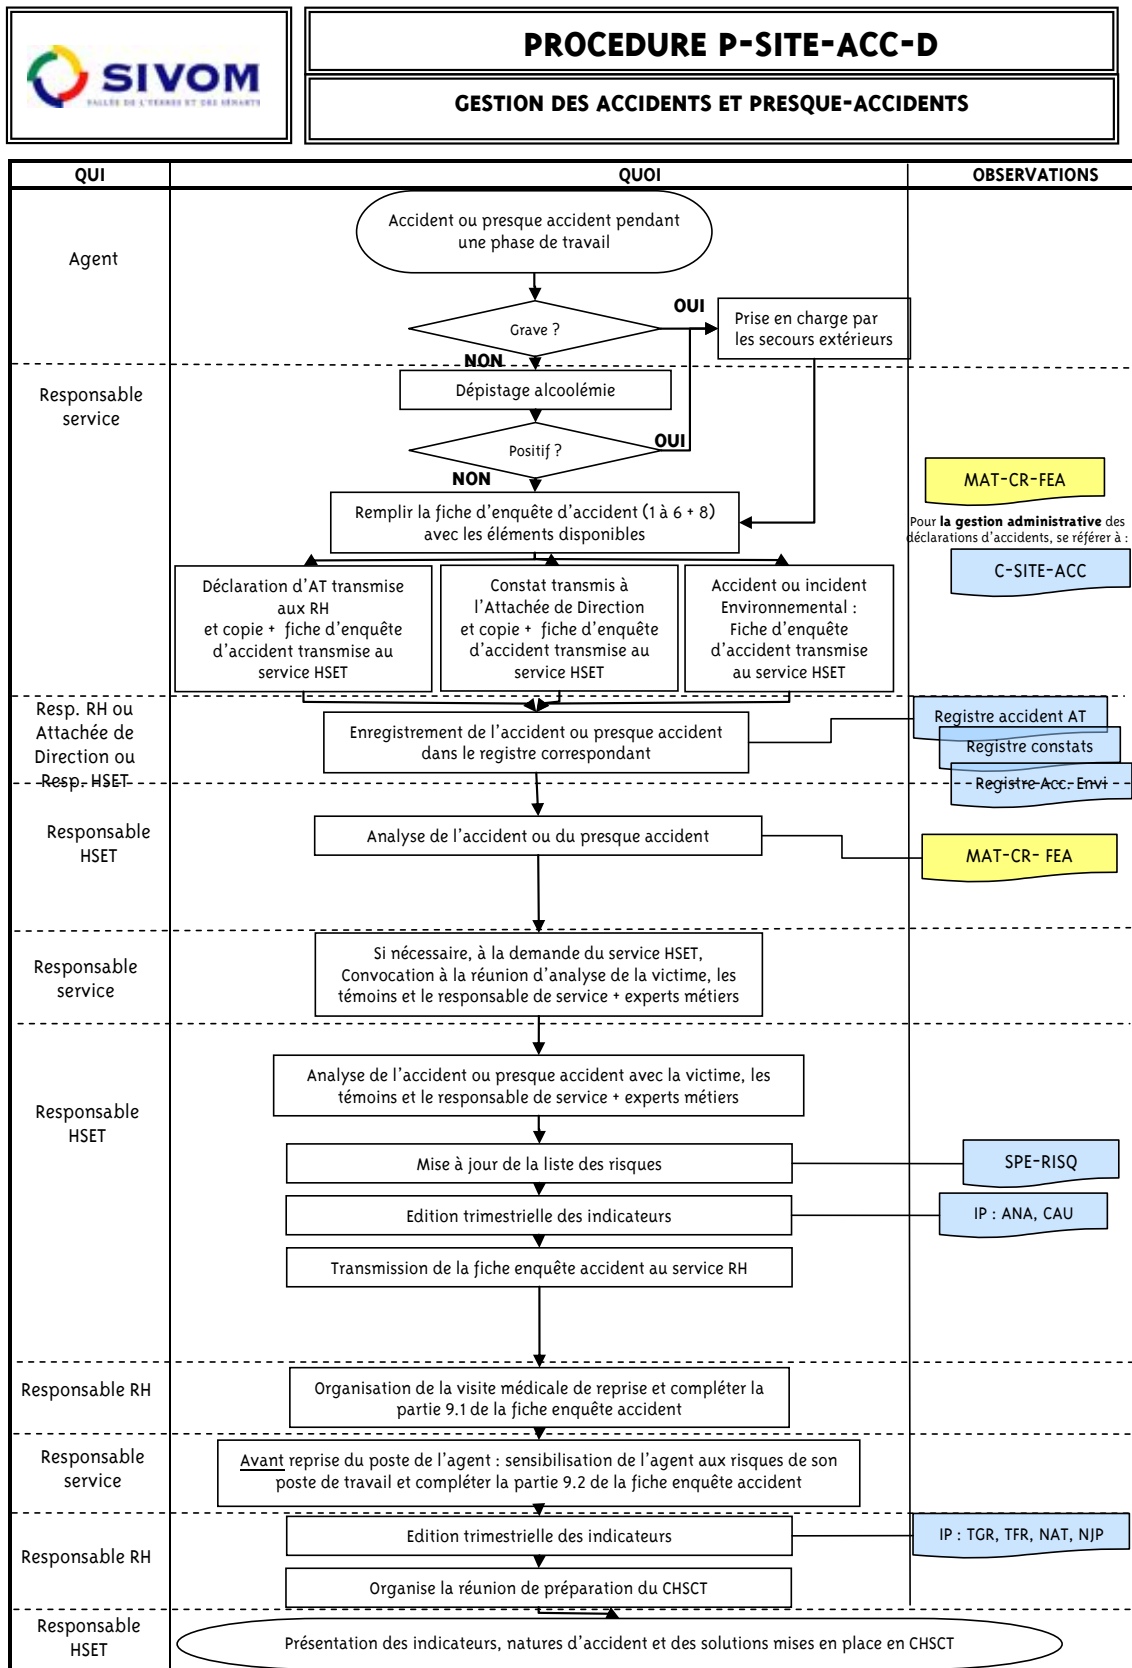 SIVOM
VALLÉE DE L'YERRES ET DES SÉNARTS
PROCEDURE P-SITE-ACC-D
GESTION DES ACCIDENTS ET PRESQUE-ACCIDENTS
QUI
QUOI
OBSERVATIONS
Agent
Accident ou presque accident pendant
une phase de travail
Grave ?
OUI
Prise en charge par
les secours extérieurs
NON
Responsable
service
Dépistage alcoolémie
Positif ?
OUI
NON
MAT-CR-FEA
Remplir la fiche d'enquête d'accident (1 à 6 + 8)
avec les éléments disponibles
Pour la gestion administrative des
déclarations d'accidents, se référer à :
C-SITE-ACC
Déclaration d'AT transmise
aux RH
et copie + fiche d'enquête
d'accident transmise au
service HSET
Constat transmis à
l'Attachée de Direction
et copie + fiche d'enquête
d'accident transmise au
service HSET
Accident ou incident
Environnemental :
Fiche d'enquête
d'accident transmise
au service HSET
Resp. RH ou
Attachée de
Direction ou
Resp. HSET
Enregistrement de l'accident ou presque accident
dans le registre correspondant
Registre accident AT
Registre constats
Registre Acc. Envi
Responsable
HSET
Analyse de l'accident ou du presque accident
MAT-CR- FEA
Responsable
service
Si nécessaire, à la demande du service HSET,
Convocation à la réunion d'analyse de la victime, les
témoins et le responsable de service + experts métiers
Responsable
HSET
Analyse de l'accident ou presque accident avec la victime, les
témoins et le responsable de service + experts métiers
Mise à jour de la liste des risques
SPE-RISQ
Edition trimestrielle des indicateurs
IP : ANA, CAU
Transmission de la fiche enquête accident au service RH
Responsable RH
Organisation de la visite médicale de reprise et compléter la
partie 9.1 de la fiche enquête accident
Responsable
service
Avant reprise du poste de l'agent : sensibilisation de l'agent aux risques de son
poste de travail et compléter la partie 9.2 de la fiche enquête accident
Responsable RH
Edition trimestrielle des indicateurs
IP : TGR, TFR, NAT, NJP
Organise la réunion de préparation du CHSCT
Responsable
HSET
Présentation des indicateurs, natures d'accident et des solutions mises en place en CHSCT